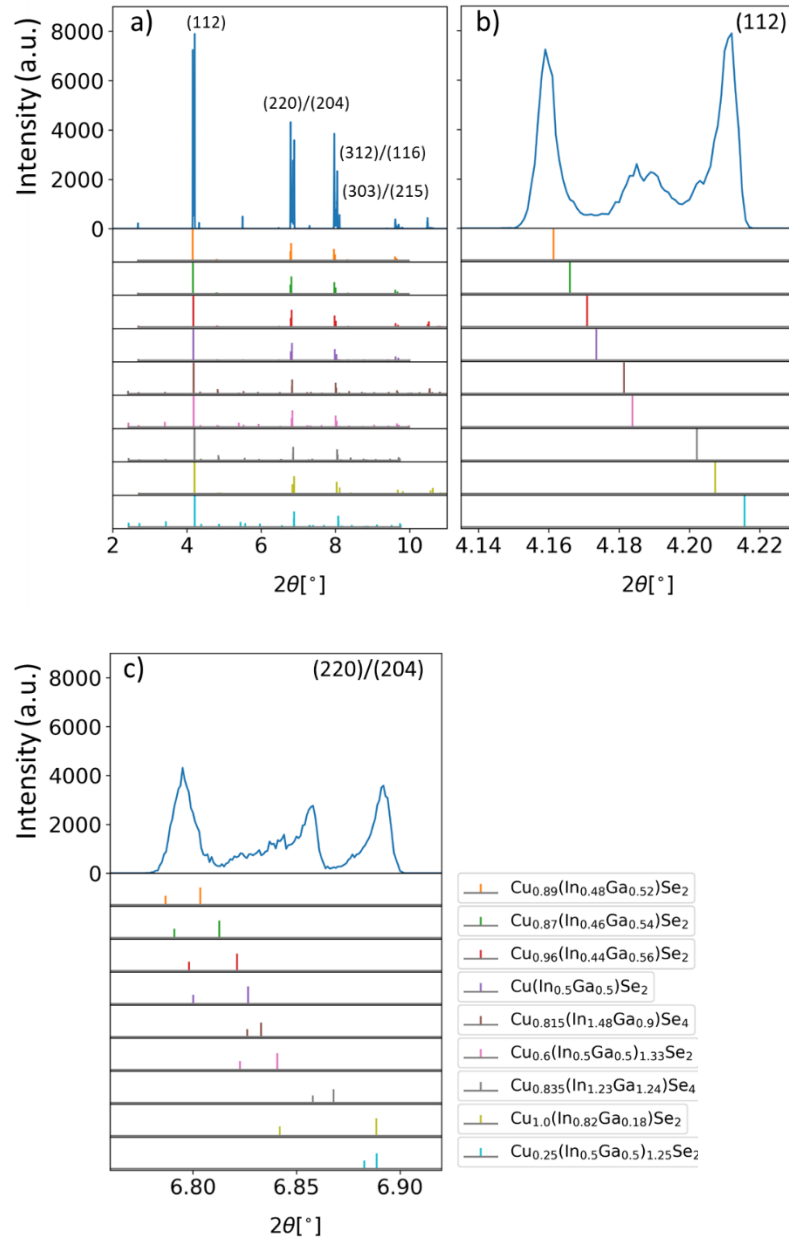 a)
(112)
(220)/(204)
(312)/(116)
(303)/(215)
Intensity (a.u.)
8000
6000
4000
2000
0
2 4 6 8 10
2θ[°]
b)
(112)
4.14 4.16 4.18 4.20 4.22
2θ[°]
c)
(220)/(204)
Intensity (a.u.)
8000
6000
4000
2000
0
6.80 6.85 6.90
2θ[°]
Cu₀.₈₉(In₀.₄₈Ga₀.₅₂)Se₂
Cu₀.₈₇(In₀.₄₆Ga₀.₅₄)Se₂
Cu₀.₉₆(In₀.₄₄Ga₀.₅₆)Se₂
Cu(In₀.₅Ga₀.₅)Se₂
Cu₀.₈₁₅(In₁.₄₈Ga₀.₉)Se₄
Cu₀.₆(In₀.₅Ga₀.₅)₁.₃₃Se₂
Cu₀.₈₃₅(In₁.₂₃Ga₁.₂₄)Se₄
Cu₁.₀(In₀.₈₂Ga₀.₁₈)Se₂
Cu₀.₂₅(In₀.₅Ga₀.₅)₁.₂₅Se₂